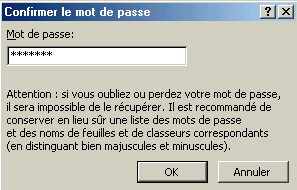 Confirmer le mot de passe
Mot de passe:
*******
Attention : si vous oubliez ou perdez votre mot de passe,
il sera impossible de le récupérer. Il est recommandé de
conserver en lieu sûr une liste des mots de passe
et des noms de feuilles et de classeurs correspondants
(en distinguant bien majuscules et minuscules).
OK
Annuler